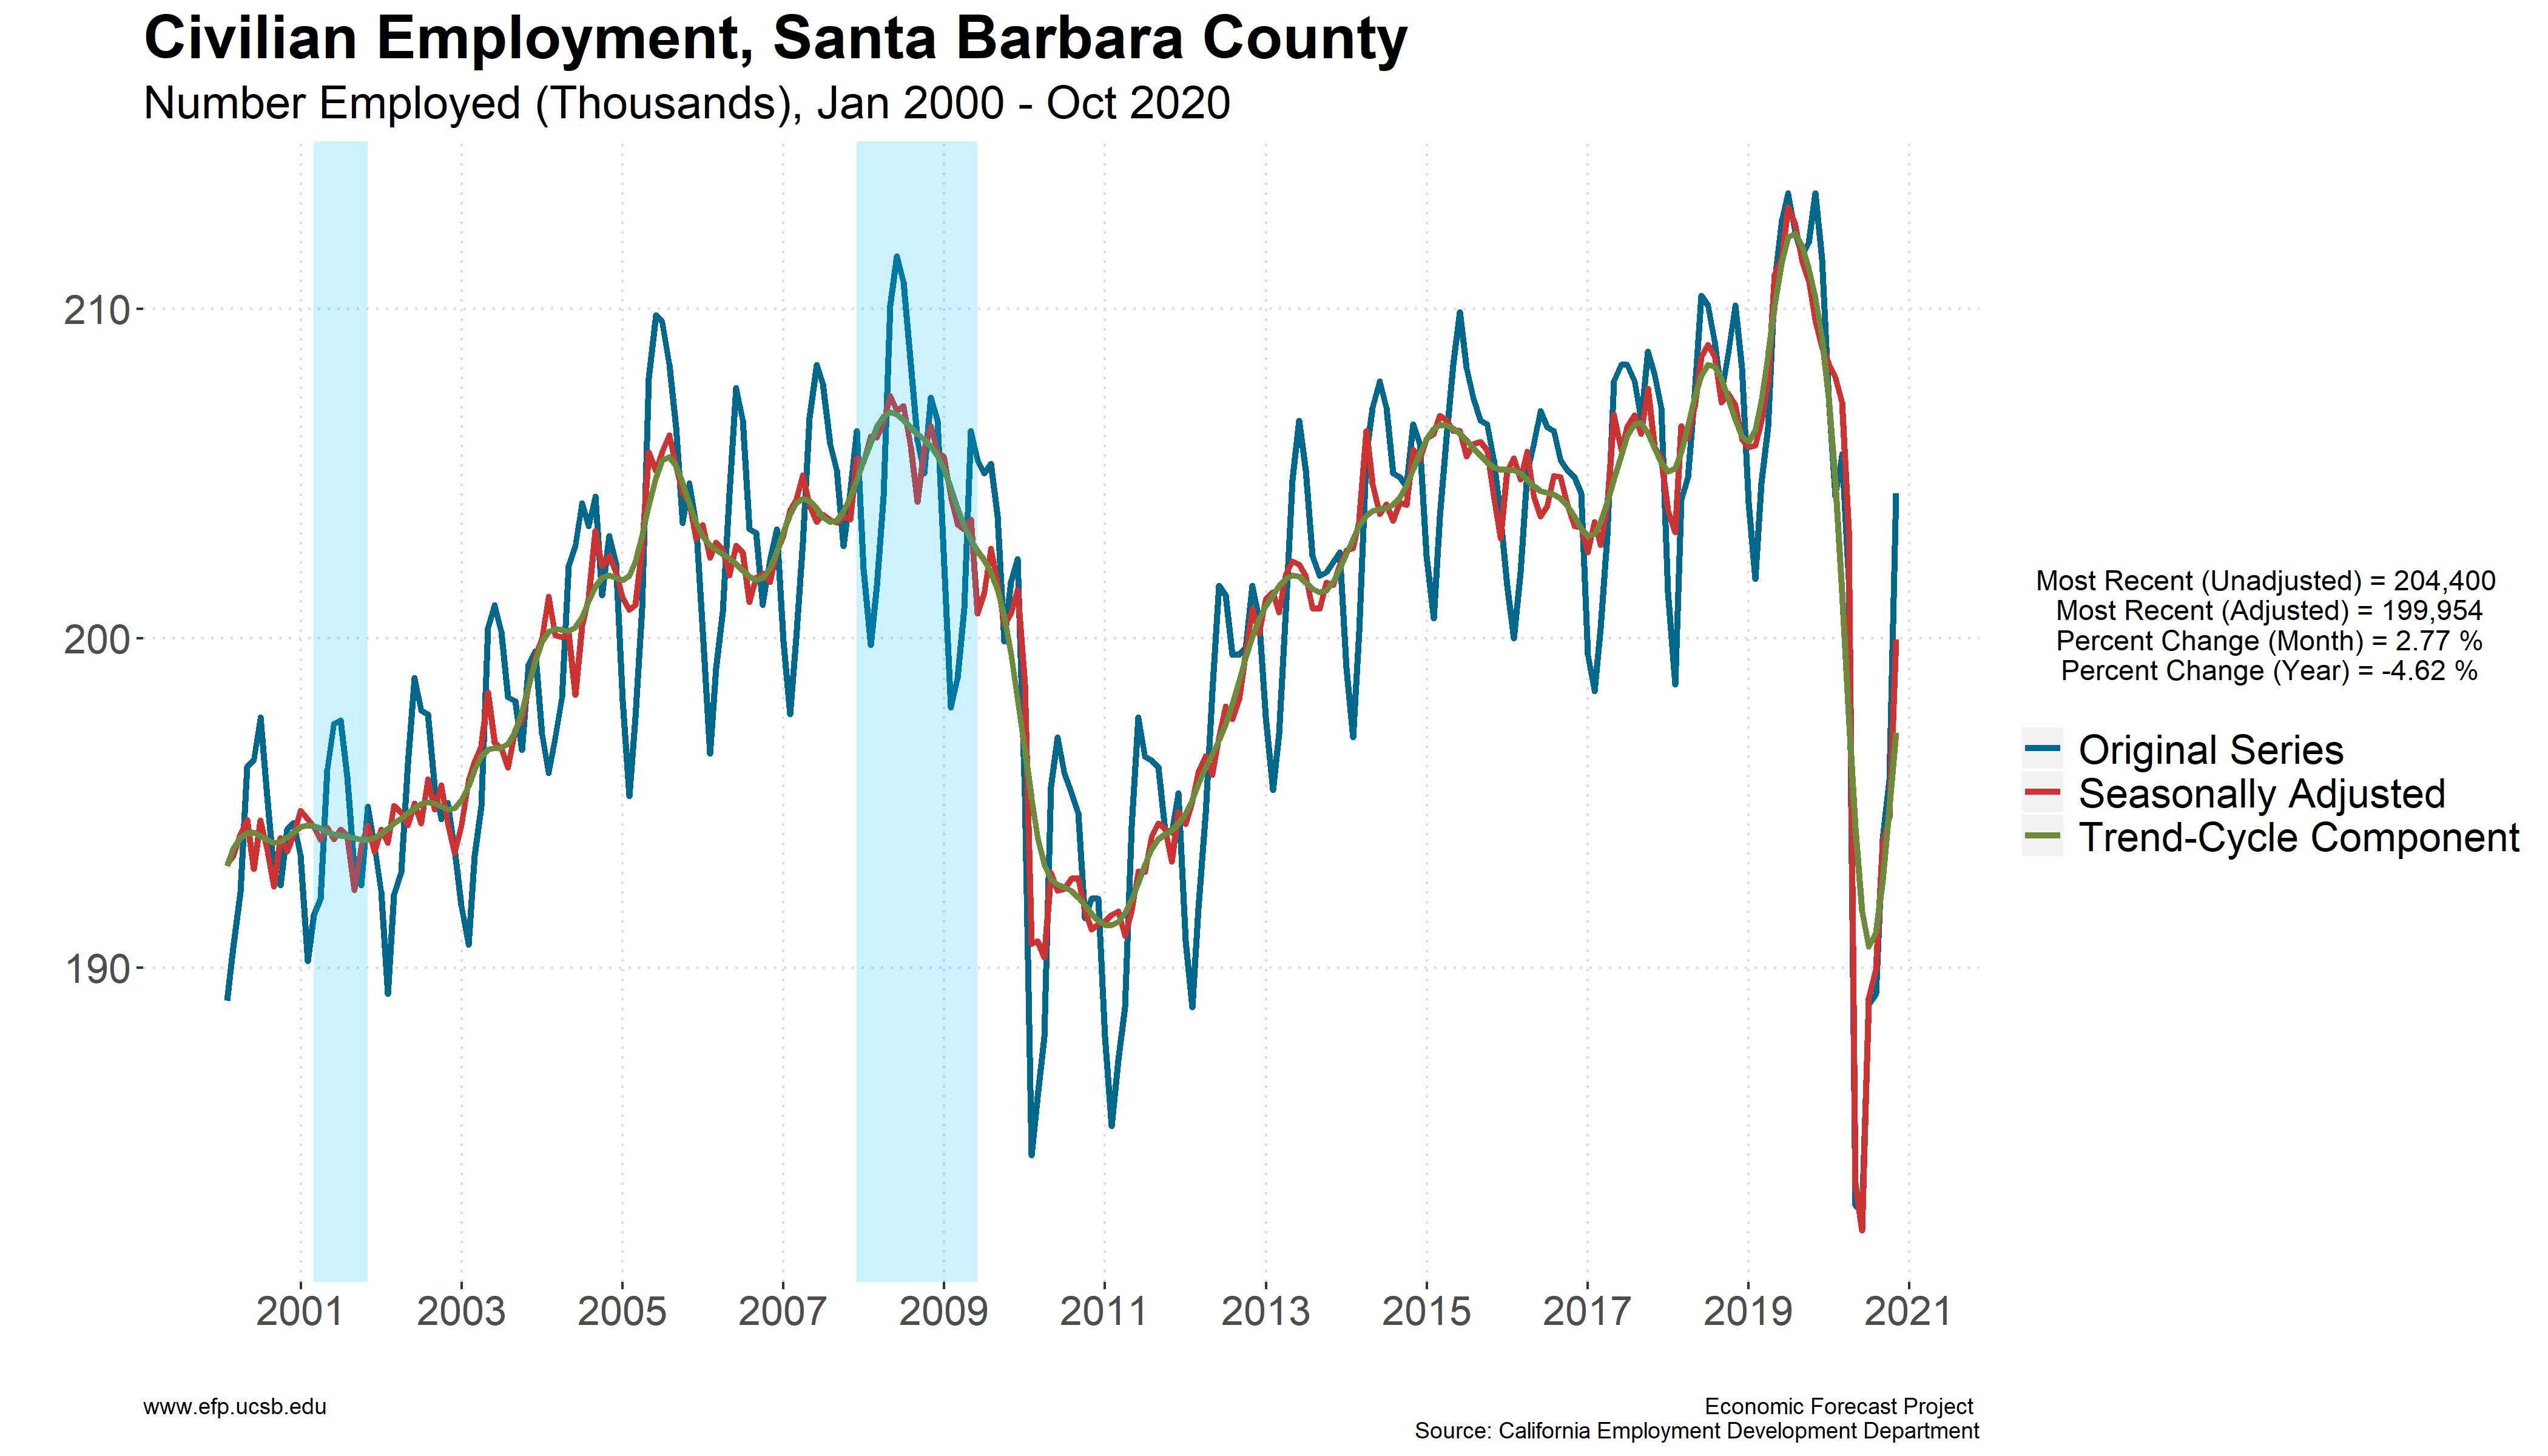 Civilian Employment, Santa Barbara County
Number Employed (Thousands), Jan 2000 - Oct 2020
210
200
190
2001 2003 2005 2007 2009 2011 2013 2015 2017 2019 2021
Most Recent (Unadjusted) = 204,400
Most Recent (Adjusted) = 199,954
Percent Change (Month) = 2.77 %
Percent Change (Year) = -4.62 %
Original Series
Seasonally Adjusted
Trend-Cycle Component
www.efp.ucsb.edu
Economic Forecast Project
Source: California Employment Development Department